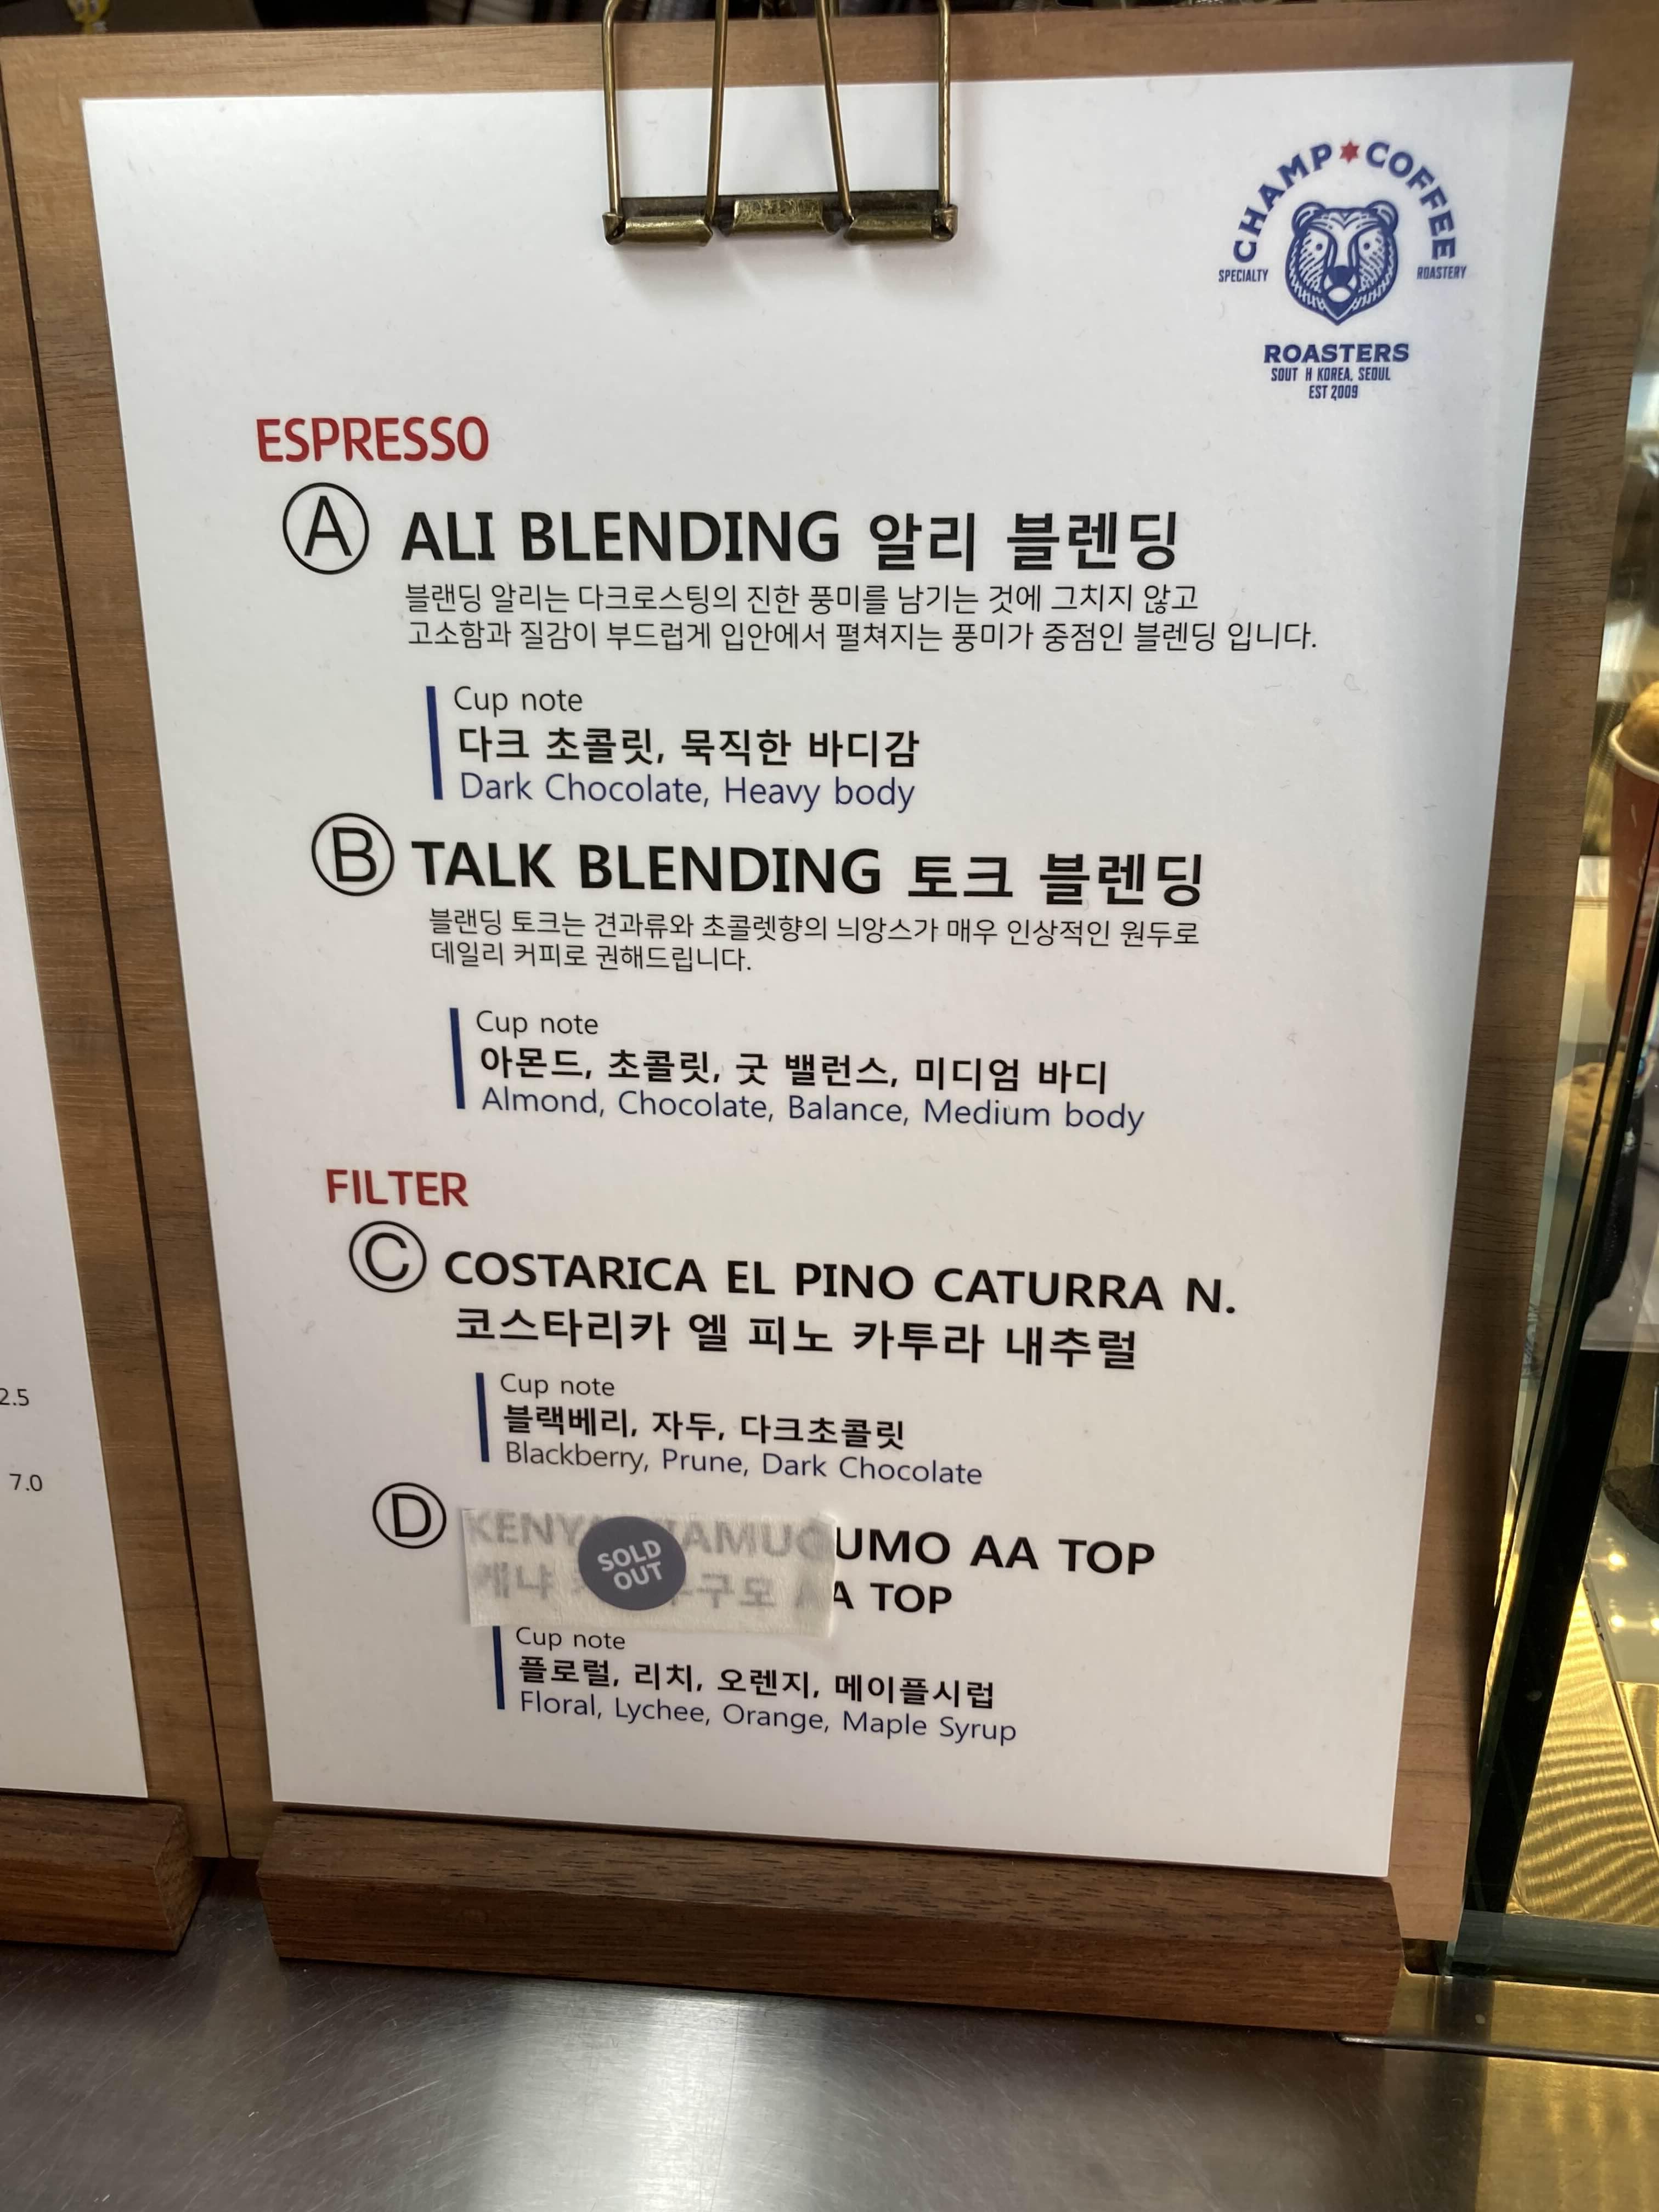 CHAMP COFFEE
SPECIALTY ROASTERY
ROASTERS
SOUT H KOREA, SEOUL
EST 2009
ESPRESSO
A ALI BLENDING 알리 블렌딩
블랜딩 알리는 다크로스팅의 진한 풍미를 남기는 것에 그치지 않고
고소함과 질감이 부드럽게 입안에서 펼쳐지는 풍미가 중점인 블렌딩 입니다.
Cup note
다크 초콜릿, 묵직한 바디감
Dark Chocolate, Heavy body
B TALK BLENDING 토크 블렌딩
블랜딩 토크는 견과류와 초콜렛향의 늬앙스가 매우 인상적인 원두로
데일리 커피로 권해드립니다.
Cup note
아몬드, 초콜릿, 굿 밸런스, 미디엄 바디
Almond, Chocolate, Balance, Medium body
FILTER
C COSTARICA EL PINO CATURRA N.
코스타리카 엘 피노 카투라 내추럴
Cup note
블랙베리, 자두, 다크초콜릿
Blackberry, Prune, Dark Chocolate
D KENYA AA TOP
SOLD
OUT
케냐 AA TOP
Cup note
플로럴, 리치, 오렌지, 메이플시럽
Floral, Lychee, Orange, Maple Syrup
2.5
7.0